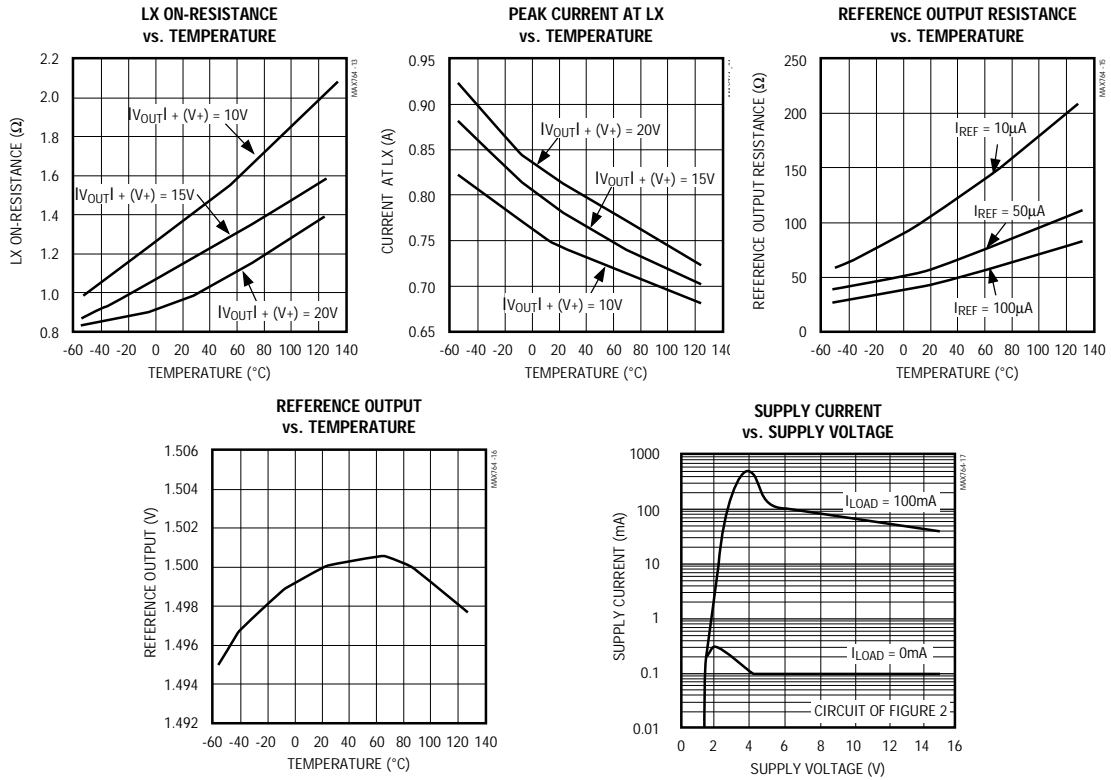 LX ON-RESISTANCE
vs. TEMPERATURE
2.2
2.0
1.8
1.6
1.4
1.2
1.0
0.8
LX ON-RESISTANCE (Ω)
IVOUTI + (V+) = 10V
IVOUTI + (V+) = 15V
IVOUTI + (V+) = 20V
-60 -40 -20 0 20 40 60 80 100 120 140
TEMPERATURE (°C)
MAX764-13
PEAK CURRENT AT LX
vs. TEMPERATURE
0.95
0.90
0.85
0.80
0.75
0.70
0.65
CURRENT AT LX (A)
IVOUTI + (V+) = 20V
IVOUTI + (V+) = 15V
IVOUTI + (V+) = 10V
-60 -40 -20 0 20 40 60 80 100 120 140
TEMPERATURE (°C)
REFERENCE OUTPUT RESISTANCE
vs. TEMPERATURE
250
200
150
100
50
0
REFERENCE OUTPUT RESISTANCE (Ω)
IREF = 10µA
IREF = 50µA
IREF = 100µA
-60 -40 -20 0 20 40 60 80 100 120 140
TEMPERATURE (°C)
MAX764-15
REFERENCE OUTPUT
vs. TEMPERATURE
1.506
1.504
1.502
1.500
1.498
1.496
1.494
1.492
REFERENCE OUTPUT (V)
-60 -40 -20 0 20 40 60 80 100 120 140
TEMPERATURE (°C)
MAX764-16
SUPPLY CURRENT
vs. SUPPLY VOLTAGE
1000
100
10
1
0.1
0.01
SUPPLY CURRENT (mA)
ILOAD = 100mA
ILOAD = 0mA
CIRCUIT OF FIGURE 2
0 2 4 6 8 10 12 14 16
SUPPLY VOLTAGE (V)
MAX764-17